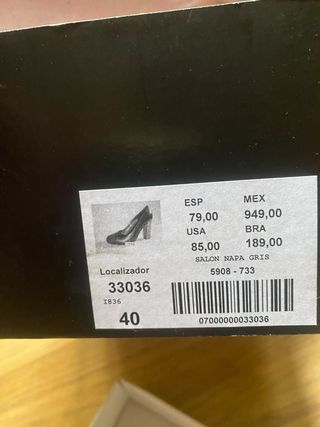 ESP MEX
79,00 949,00
USA BRA
85,00 189,00
SALON NAPA GRIS
Localizador 5908 - 733
33036
I836
40
07000000033036